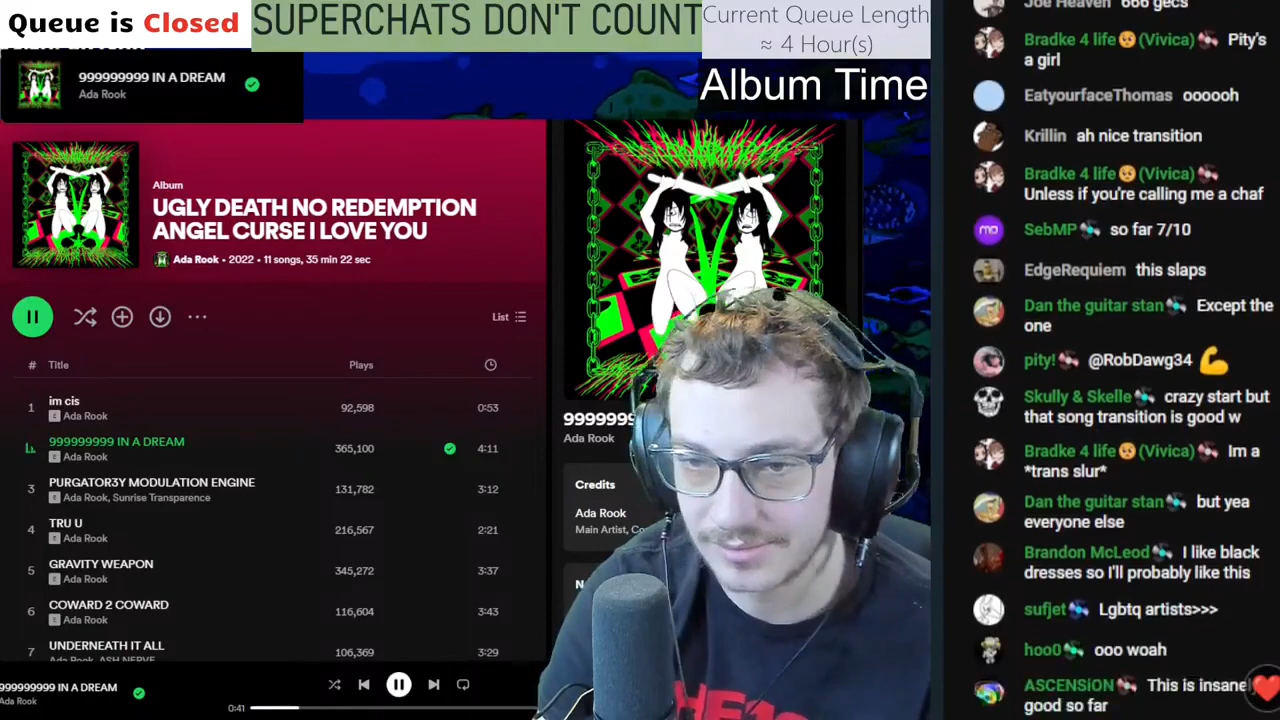 Queue is Closed
SUPERCHATS DON'T COUNT
Current Queue Length
≈ 4 Hour(s)
Album Time
999999999 IN A DREAM
Ada Rook
Album
UGLY DEATH NO REDEMPTION
ANGEL CURSE I LOVE YOU
Ada Rook • 2022 • 11 songs, 35 min 22 sec
List
# Title Plays
1 im cis 92,598 0:53
E Ada Rook
999999999 IN A DREAM 365,100 4:11
E Ada Rook
3 PURGATOR3Y MODULATION ENGINE 131,782 3:12
E Ada Rook, Sunrise Transparence
4 TRU U 216,567 2:21
E Ada Rook
5 GRAVITY WEAPON 345,272 3:37
E Ada Rook
6 COWARD 2 COWARD 116,604 3:43
E Ada Rook
7 UNDERNEATH IT ALL 106,369 3:29
Ada Rook, ASH NERVE
9999999
Ada Rook
Credits
Ada Rook
Main Artist, Co
N
999999999 IN A DREAM
Ada Rook
0:41
Joe Heaven 666 gecs
Bradke 4 life🥺(Vivica) Pity's
a girl
EatyourfaceThomas oooooh
Krillin ah nice transition
Bradke 4 life🥺(Vivica)
Unless if you're calling me a chaf
SebMP so far 7/10
EdgeRequiem this slaps
Dan the guitar stan Except the
one
pity! @RobDawg34 💪
Skully & Skelle crazy start but
that song transition is good w
Bradke 4 life🥺(Vivica) Im a
*trans slur*
Dan the guitar stan but yea
everyone else
Brandon McLeod I like black
dresses so I'll probably like this
sufjet Lgbtq artists>>>
hoo0 ooo woah
ASCENSiON This is insanely
good so far